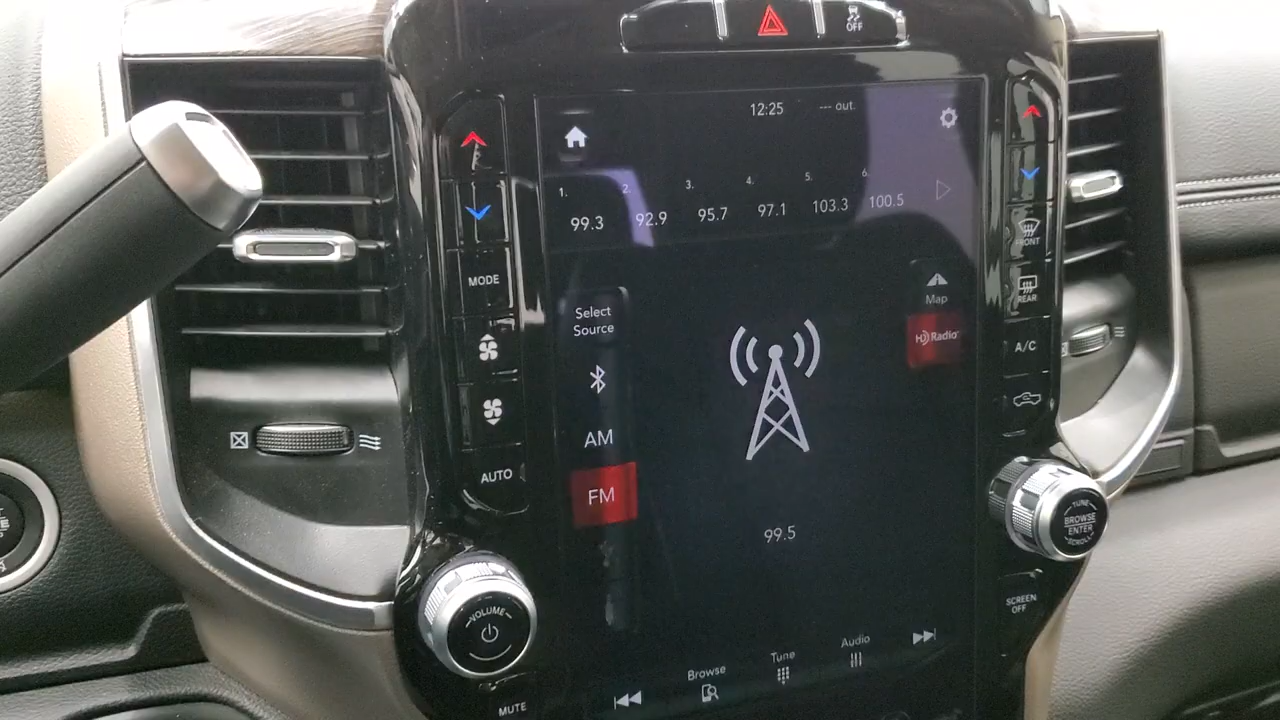 OFF
12:25 --- out.
1. 2. 3. 4. 5. 6.
99.3 92.9 95.7 97.1 103.3 100.5
MODE
FRONT
REAR
Map
HD Radio
Select
Source
A/C
AM
AUTO
FM
99.5
TUNE
BROWSE
ENTER
SCROLL
VOLUME
SCREEN
OFF
Browse
Tune
Audio
MUTE